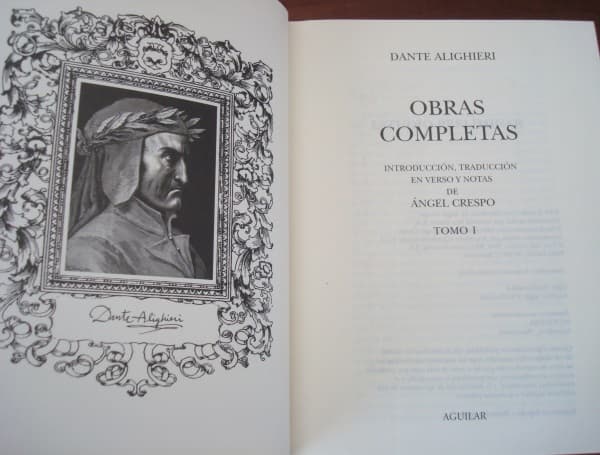 Dante Alighieri
DANTE ALIGHIERI
OBRAS
COMPLETAS
INTRODUCCIÓN, TRADUCCIÓN
EN VERSO Y NOTAS
DE
ÁNGEL CRESPO
TOMO I
AGUILAR